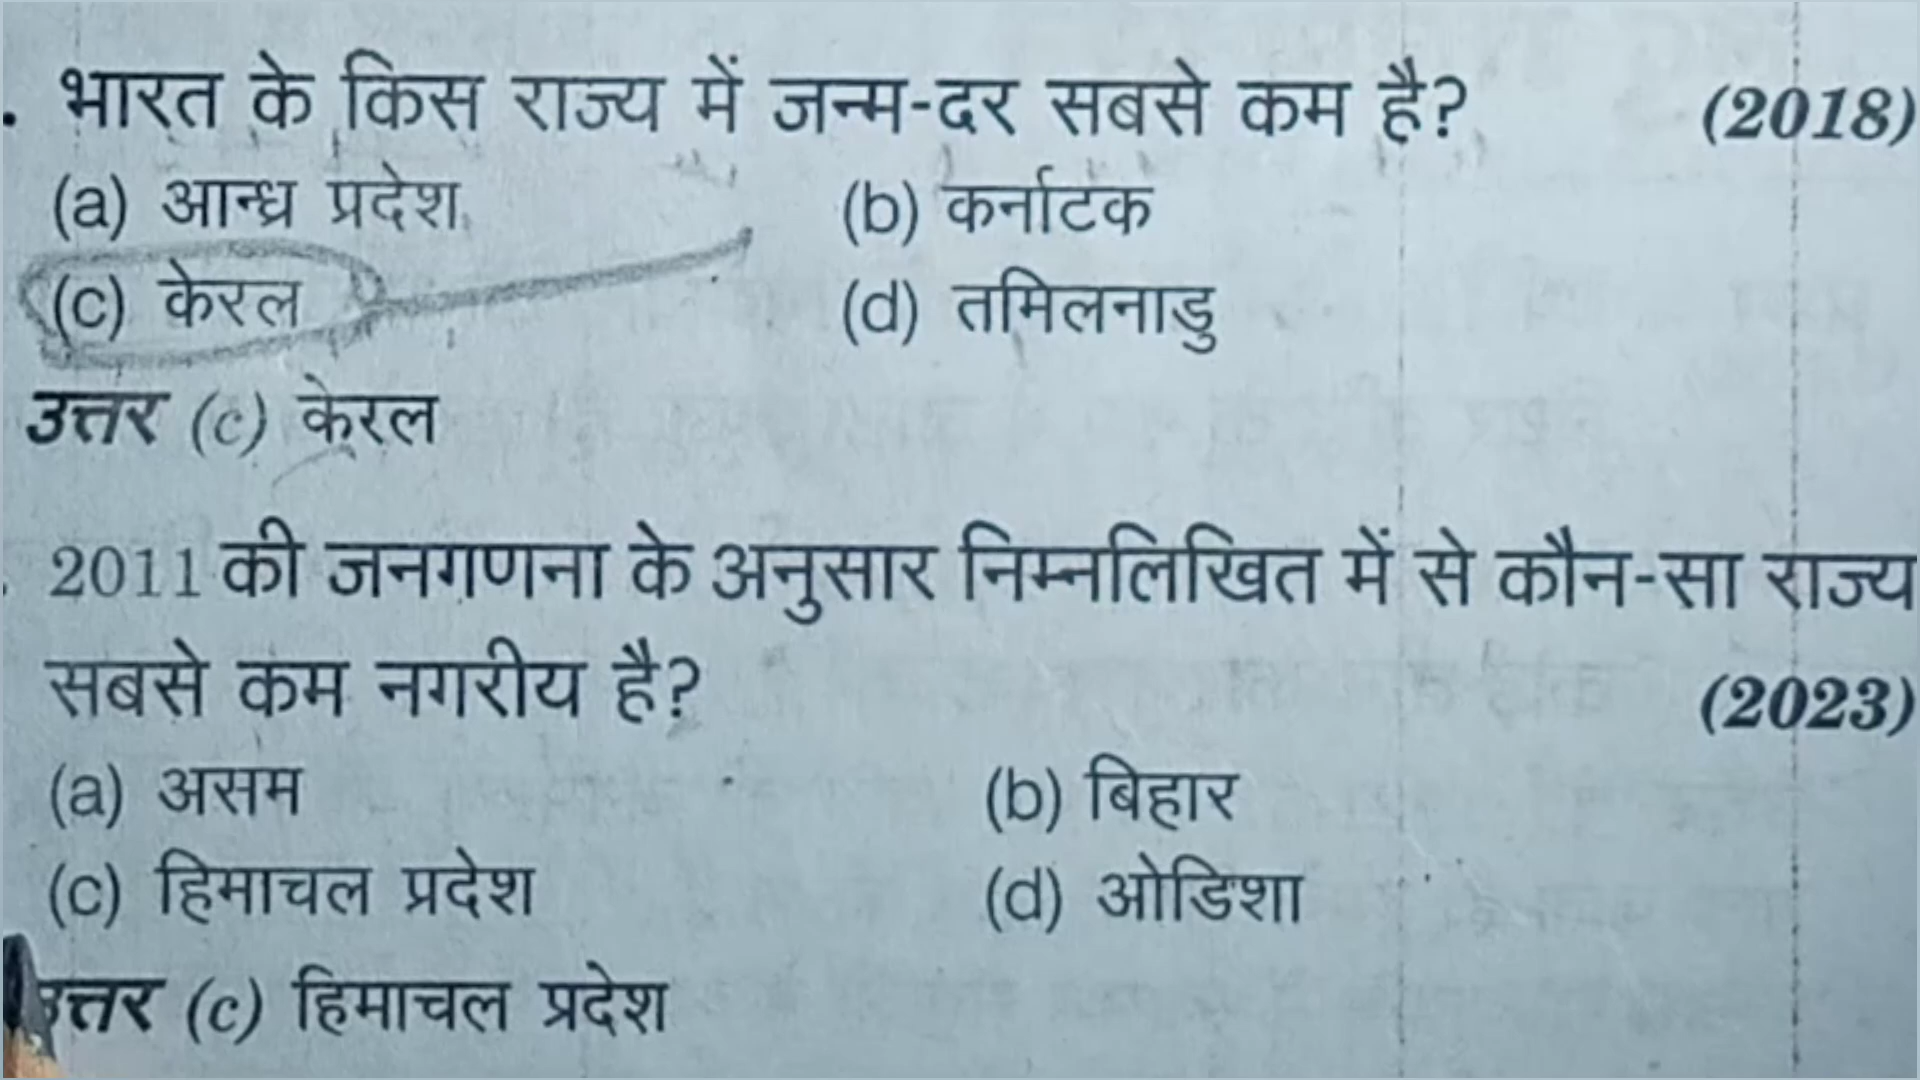 . भारत के किस राज्य में जन्म-दर सबसे कम है? (2018)
(a) आन्ध्र प्रदेश (b) कर्नाटक
(c) केरल (d) तमिलनाडु
उत्तर (c) केरल
. 2011 की जनगणना के अनुसार निम्नलिखित में से कौन-सा राज्य
सबसे कम नगरीय है? (2023)
(a) असम (b) बिहार
(c) हिमाचल प्रदेश (d) ओडिशा
उत्तर (c) हिमाचल प्रदेश